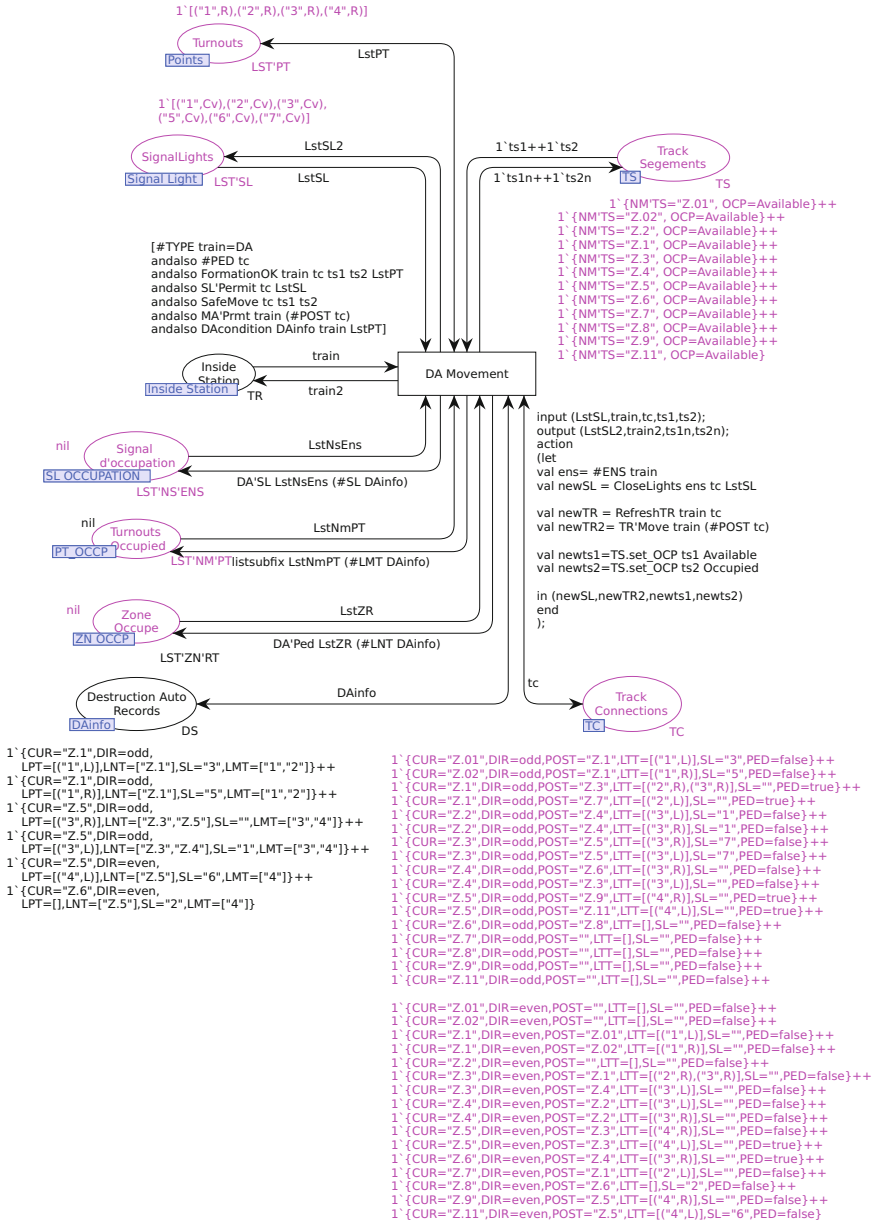 1`[("1",R),("2",R),("3",R),("4",R)]
Turnouts
Points
LST'PT
LstPT
1`[("1",Cv),("2",Cv),("3",Cv),
("5",Cv),("6",Cv),("7",Cv)]
SignalLights
Signal Light
LST'SL
LstSL2
LstSL
1`ts1++1`ts2
1`ts1n++1`ts2n
Track
Segements
TS
TS
1`{NM'TS="Z.01", OCP=Available}++
1`{NM'TS="Z.02", OCP=Available}++
1`{NM'TS="Z.2", OCP=Available}++
1`{NM'TS="Z.1", OCP=Available}++
1`{NM'TS="Z.3", OCP=Available}++
1`{NM'TS="Z.4", OCP=Available}++
1`{NM'TS="Z.5", OCP=Available}++
1`{NM'TS="Z.6", OCP=Available}++
1`{NM'TS="Z.7", OCP=Available}++
1`{NM'TS="Z.8", OCP=Available}++
1`{NM'TS="Z.9", OCP=Available}++
1`{NM'TS="Z.11", OCP=Available}
[#TYPE train=DA
andalso #PED tc
andalso FormationOK train tc ts1 ts2 LstPT
andalso SL'Permit tc LstSL
andalso SafeMove tc ts1 ts2
andalso MA'Prmt train (#POST tc)
andalso DAcondition DAinfo train LstPT]
Inside
Station
Inside Station
TR
train
train2
DA Movement
input (LstSL,train,tc,ts1,ts2);
output (LstSL2,train2,ts1n,ts2n);
action
(let
val ens= #ENS train
val newSL = CloseLights ens tc LstSL
val newTR = RefreshTR train tc
val newTR2= TR'Move train (#POST tc)
val newts1=TS.set_OCP ts1 Available
val newts2=TS.set_OCP ts2 Occupied
in (newSL,newTR2,newts1,newts2)
end
);
nil
Signal
d'occupation
SL OCCUPATION
LST'NS'ENS
LstNsEns
DA'SL LstNsEns (#SL DAinfo)
nil
Turnouts
Occupied
PT_OCCP
LST'NM'PT
LstNmPT
listsubfix LstNmPT (#LMT DAinfo)
nil
Zone
Occupe
ZN OCCP
LST'ZN'RT
LstZR
DA'Ped LstZR (#LNT DAinfo)
Destruction Auto
Records
DAinfo
DS
DAinfo
tc
Track
Connections
TC
TC
1`{CUR="Z.1",DIR=odd,
LPT=[("1",L)],LNT=["Z.1"],SL="3",LMT=["1","2"]}++
1`{CUR="Z.1",DIR=odd,
LPT=[("1",R)],LNT=["Z.1"],SL="5",LMT=["1","2"]}++
1`{CUR="Z.5",DIR=odd,
LPT=[("3",R)],LNT=["Z.3","Z.5"],SL="",LMT=["3","4"]}++
1`{CUR="Z.5",DIR=odd,
LPT=[("3",L)],LNT=["Z.3","Z.4"],SL="1",LMT=["3","4"]}++
1`{CUR="Z.5",DIR=even,
LPT=[("4",L)],LNT=["Z.5"],SL="6",LMT=["4"]}++
1`{CUR="Z.6",DIR=even,
LPT=[],LNT=["Z.5"],SL="2",LMT=["4"]}
1`{CUR="Z.01",DIR=odd,POST="Z.1",LTT=[("1",L)],SL="3",PED=false}++
1`{CUR="Z.02",DIR=odd,POST="Z.1",LTT=[("1",R)],SL="5",PED=false}++
1`{CUR="Z.1",DIR=odd,POST="Z.3",LTT=[("2",R),("3",R)],SL="",PED=true}++
1`{CUR="Z.1",DIR=odd,POST="Z.7",LTT=[("2",L)],SL="",PED=true}++
1`{CUR="Z.2",DIR=odd,POST="Z.4",LTT=[("3",L)],SL="1",PED=false}++
1`{CUR="Z.2",DIR=odd,POST="Z.4",LTT=[("3",R)],SL="1",PED=false}++
1`{CUR="Z.3",DIR=odd,POST="Z.5",LTT=[("3",R)],SL="7",PED=false}++
1`{CUR="Z.3",DIR=odd,POST="Z.5",LTT=[("3",L)],SL="7",PED=false}++
1`{CUR="Z.4",DIR=odd,POST="Z.6",LTT=[("3",R)],SL="",PED=false}++
1`{CUR="Z.4",DIR=odd,POST="Z.3",LTT=[("3",L)],SL="",PED=false}++
1`{CUR="Z.5",DIR=odd,POST="Z.9",LTT=[("4",R)],SL="",PED=true}++
1`{CUR="Z.5",DIR=odd,POST="Z.11",LTT=[("4",L)],SL="",PED=true}++
1`{CUR="Z.6",DIR=odd,POST="Z.8",LTT=[],SL="",PED=false}++
1`{CUR="Z.7",DIR=odd,POST="",LTT=[],SL="",PED=false}++
1`{CUR="Z.8",DIR=odd,POST="",LTT=[],SL="",PED=false}++
1`{CUR="Z.9",DIR=odd,POST="",LTT=[],SL="",PED=false}++
1`{CUR="Z.11",DIR=odd,POST="",LTT=[],SL="",PED=false}++
1`{CUR="Z.01",DIR=even,POST="",LTT=[],SL="",PED=false}++
1`{CUR="Z.02",DIR=even,POST="",LTT=[],SL="",PED=false}++
1`{CUR="Z.1",DIR=even,POST="Z.01",LTT=[("1",L)],SL="",PED=false}++
1`{CUR="Z.1",DIR=even,POST="Z.02",LTT=[("1",R)],SL="",PED=false}++
1`{CUR="Z.2",DIR=even,POST="",LTT=[],SL="",PED=false}++
1`{CUR="Z.3",DIR=even,POST="Z.1",LTT=[("2",R),("3",R)],SL="",PED=false}++
1`{CUR="Z.3",DIR=even,POST="Z.4",LTT=[("3",L)],SL="",PED=false}++
1`{CUR="Z.4",DIR=even,POST="Z.2",LTT=[("3",L)],SL="",PED=false}++
1`{CUR="Z.4",DIR=even,POST="Z.2",LTT=[("3",R)],SL="",PED=false}++
1`{CUR="Z.5",DIR=even,POST="Z.3",LTT=[("4",R)],SL="",PED=false}++
1`{CUR="Z.5",DIR=even,POST="Z.3",LTT=[("4",L)],SL="",PED=true}++
1`{CUR="Z.6",DIR=even,POST="Z.4",LTT=[("3",R)],SL="",PED=true}++
1`{CUR="Z.7",DIR=even,POST="Z.1",LTT=[("2",L)],SL="",PED=false}++
1`{CUR="Z.8",DIR=even,POST="Z.6",LTT=[],SL="2",PED=false}++
1`{CUR="Z.9",DIR=even,POST="Z.5",LTT=[("4",R)],SL="",PED=false}++
1`{CUR="Z.11",DIR=even,POST="Z.5",LTT=[("4",L)],SL="6",PED=false}